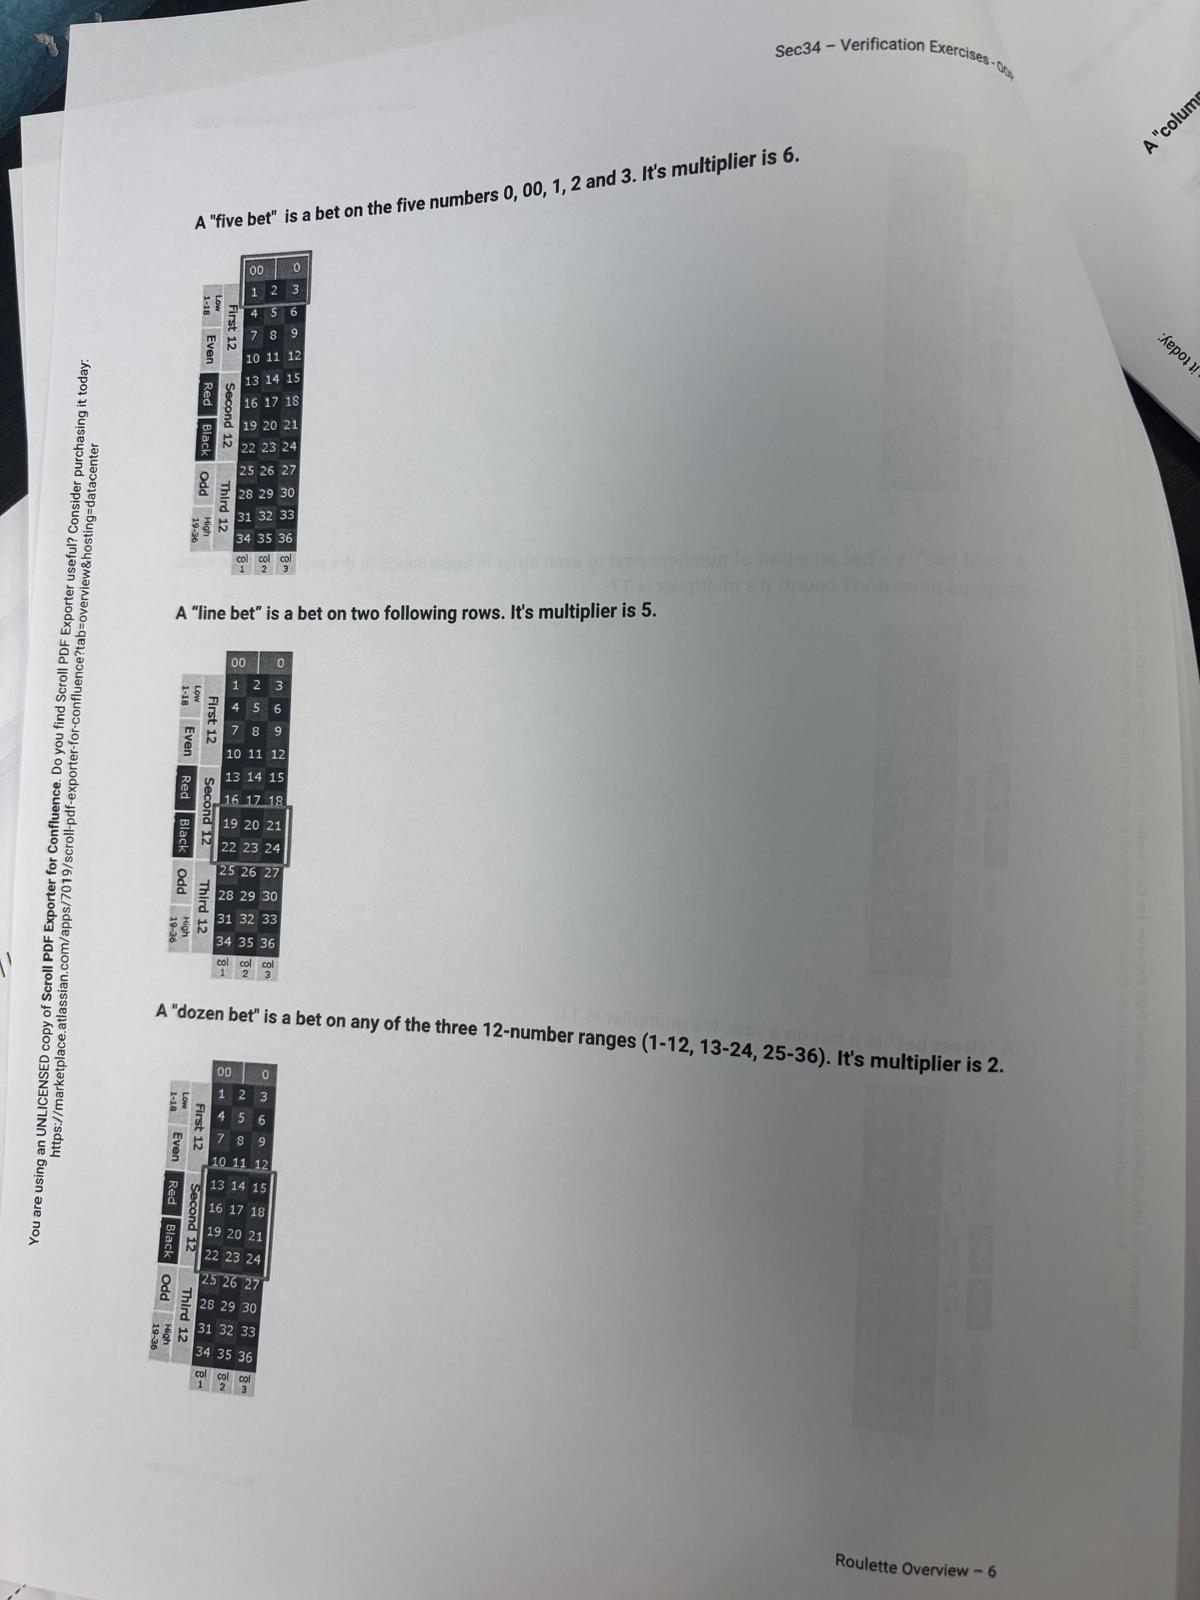 Sec34 – Verification Exercises - OOP
A "five bet" is a bet on the five numbers 0, 00, 1, 2 and 3. It's multiplier is 6.
00 0
1 2 3
4 5 6
7 8 9
10 11 12
13 14 15
16 17 18
19 20 21
22 23 24
25 26 27
28 29 30
31 32 33
34 35 36
col 1 col 2 col 3
First 12 Second 12 Third 12
Low 1-18 Even Red Black Odd High 19-36
A “line bet” is a bet on two following rows. It's multiplier is 5.
00 0
1 2 3
4 5 6
7 8 9
10 11 12
13 14 15
16 17 18
19 20 21
22 23 24
25 26 27
28 29 30
31 32 33
34 35 36
col 1 col 2 col 3
First 12 Second 12 Third 12
Low 1-18 Even Red Black Odd High 19-36
A "dozen bet" is a bet on any of the three 12-number ranges (1-12, 13-24, 25-36). It's multiplier is 2.
00 0
1 2 3
4 5 6
7 8 9
10 11 12
13 14 15
16 17 18
19 20 21
22 23 24
25 26 27
28 29 30
31 32 33
34 35 36
col 1 col 2 col 3
First 12 Second 12 Third 12
Low 1-18 Even Red Black Odd High 19-36
Roulette Overview – 6
You are using an UNLICENSED copy of Scroll PDF Exporter for Confluence. Do you find Scroll PDF Exporter useful? Consider purchasing it today:
https://marketplace.atlassian.com/apps/7019/scroll-pdf-exporter-for-confluence?tab=overview&hosting=datacenter
A "colum
it today: